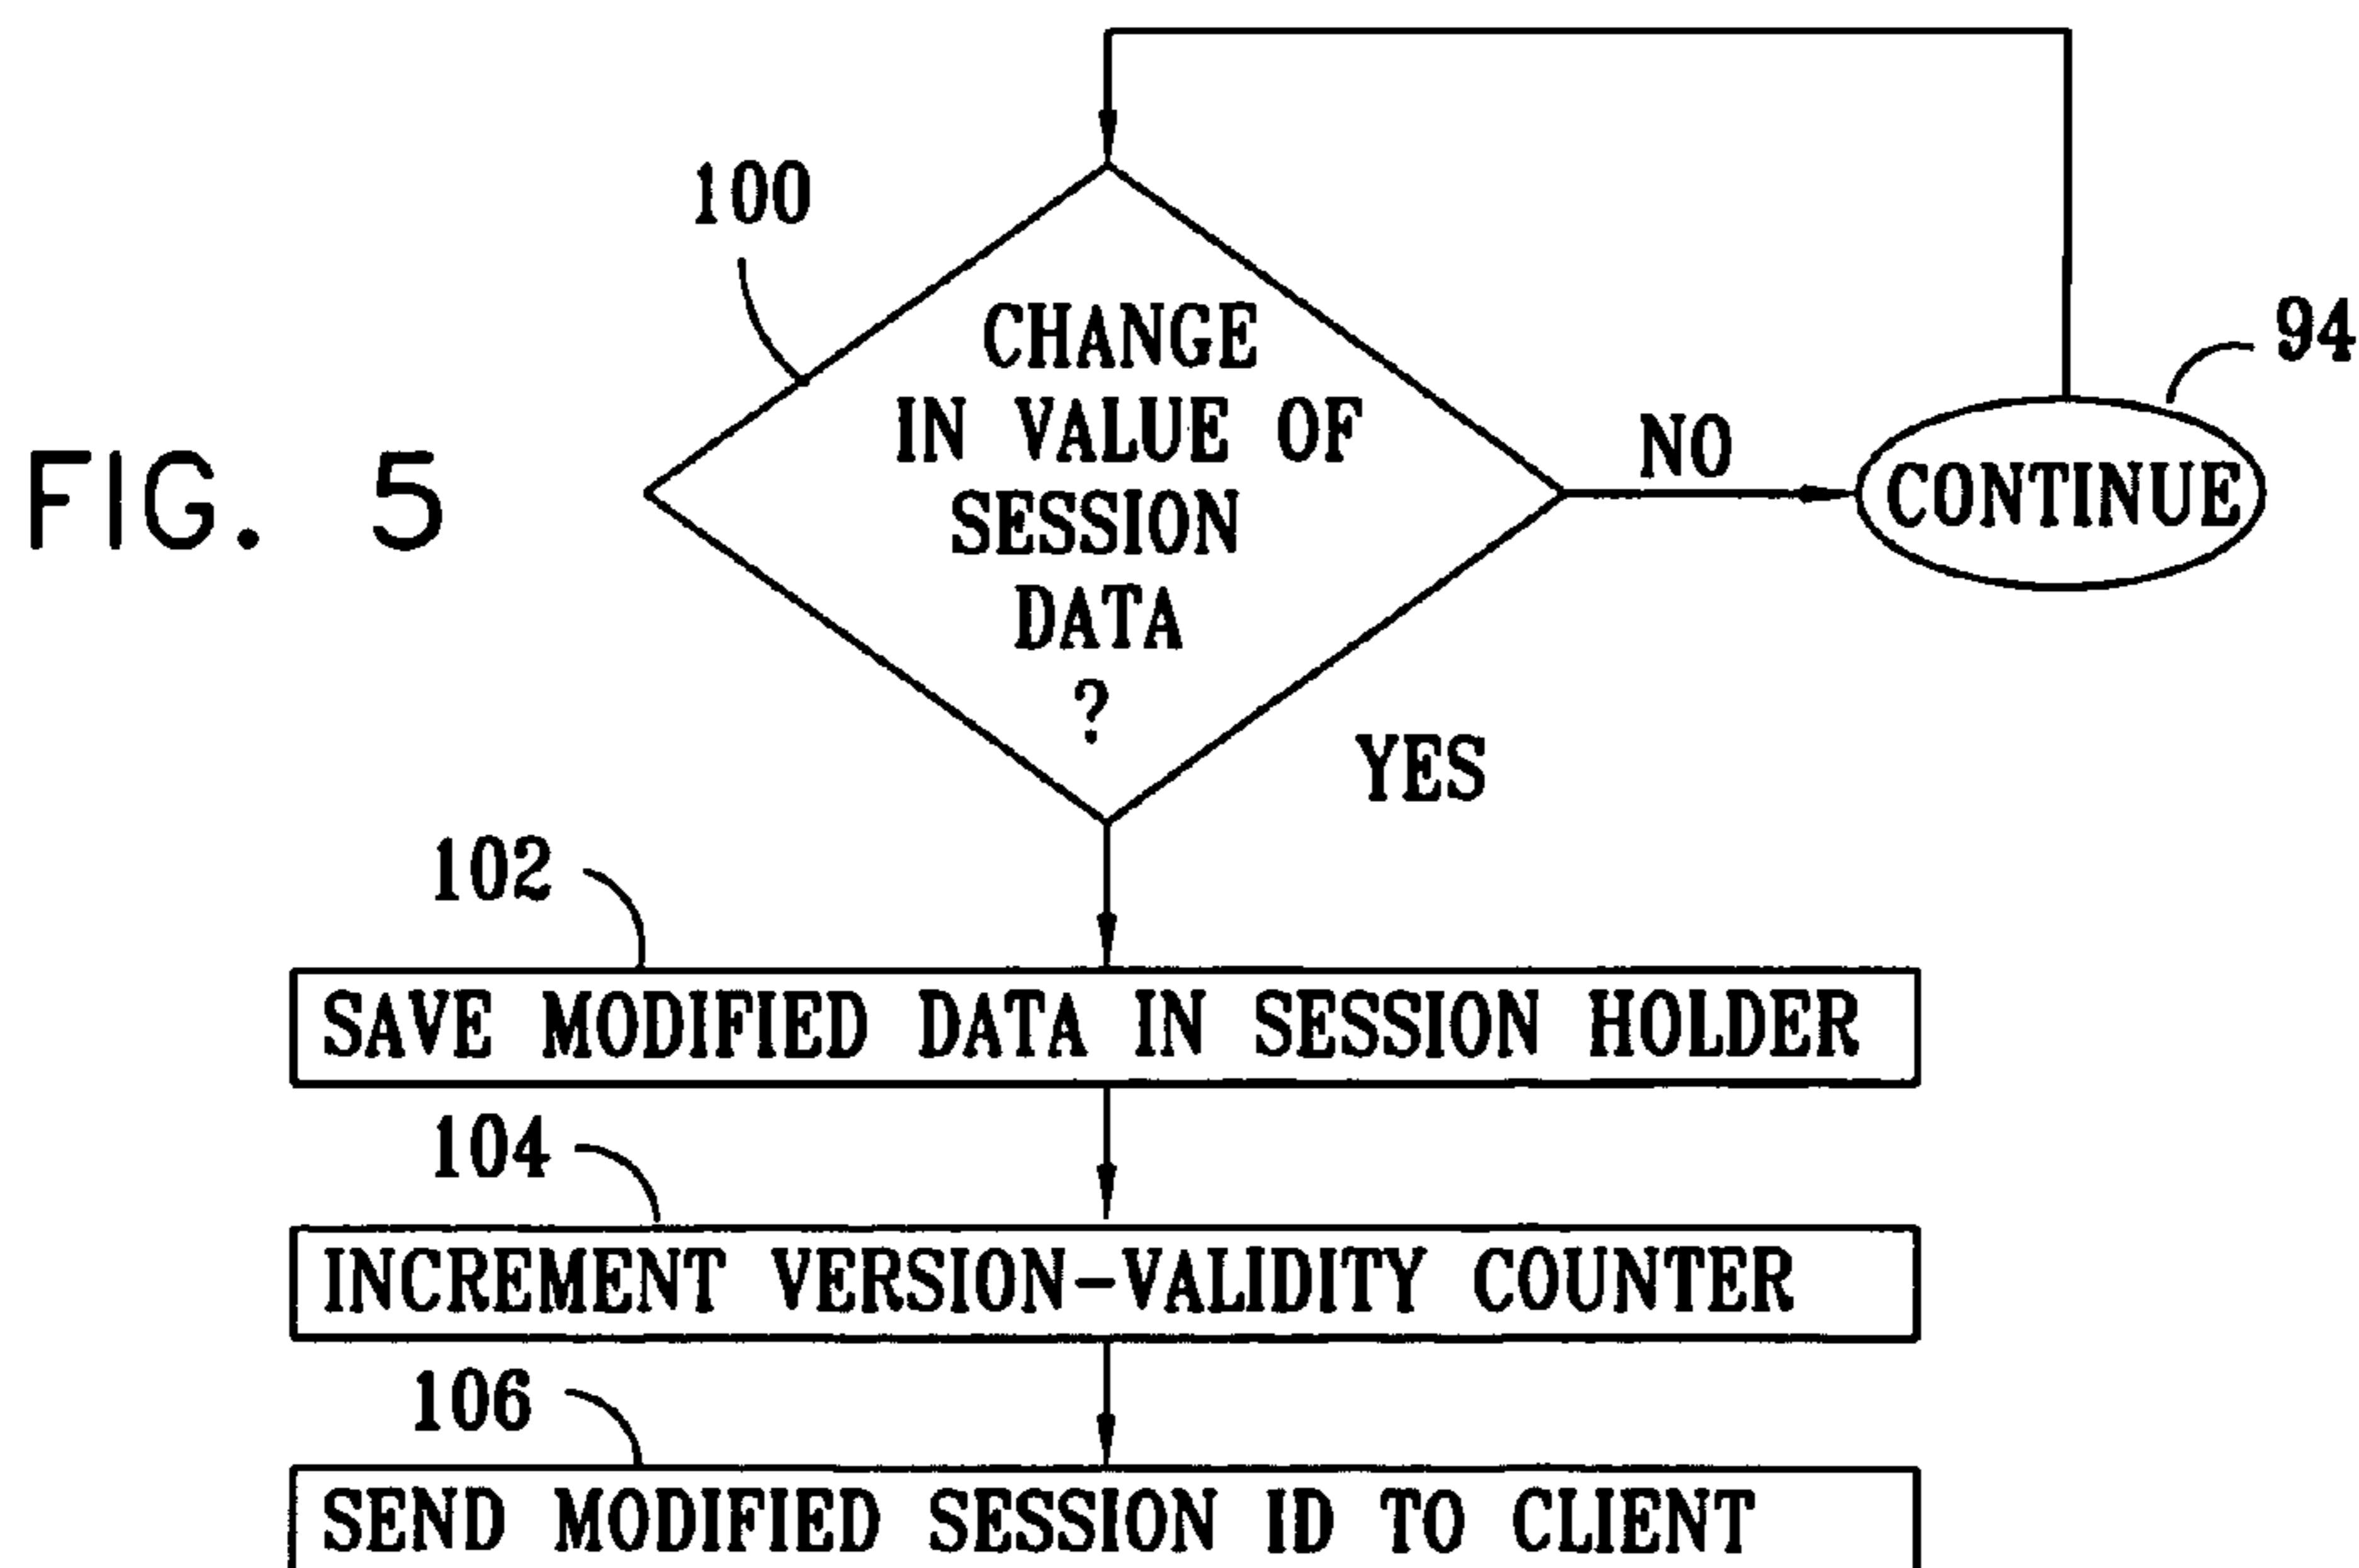 100
CHANGE
IN VALUE OF
SESSION
DATA
?
94
NO
CONTINUE
FIG. 5
YES
102
SAVE MODIFIED DATA IN SESSION HOLDER
104
INCREMENT VERSION-VALIDITY COUNTER
106
SEND MODIFIED SESSION ID TO CLIENT